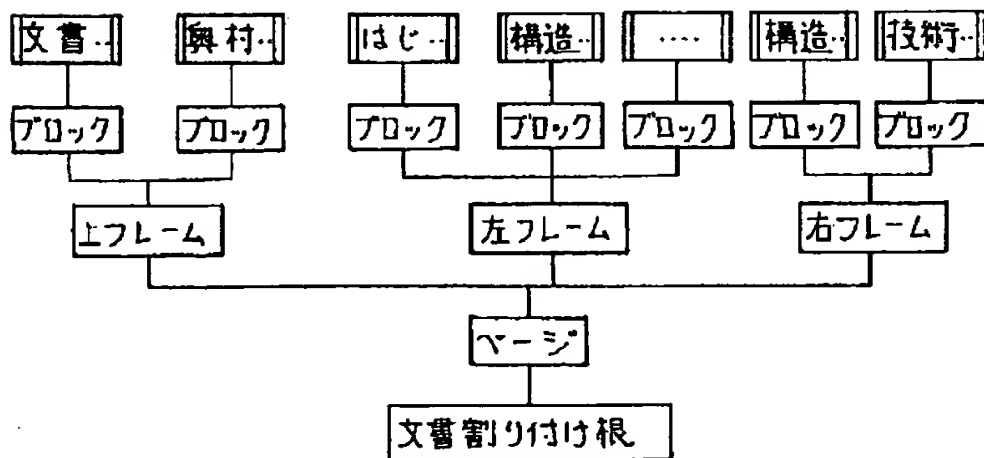 文書‥ 奥村‥ はじ‥ 構造‥ ‥‥ 構造‥ 技術‥
ブロック ブロック ブロック ブロック ブロック ブロック ブロック
上フレーム 左フレーム 右フレーム
ページ
文書割り付け根